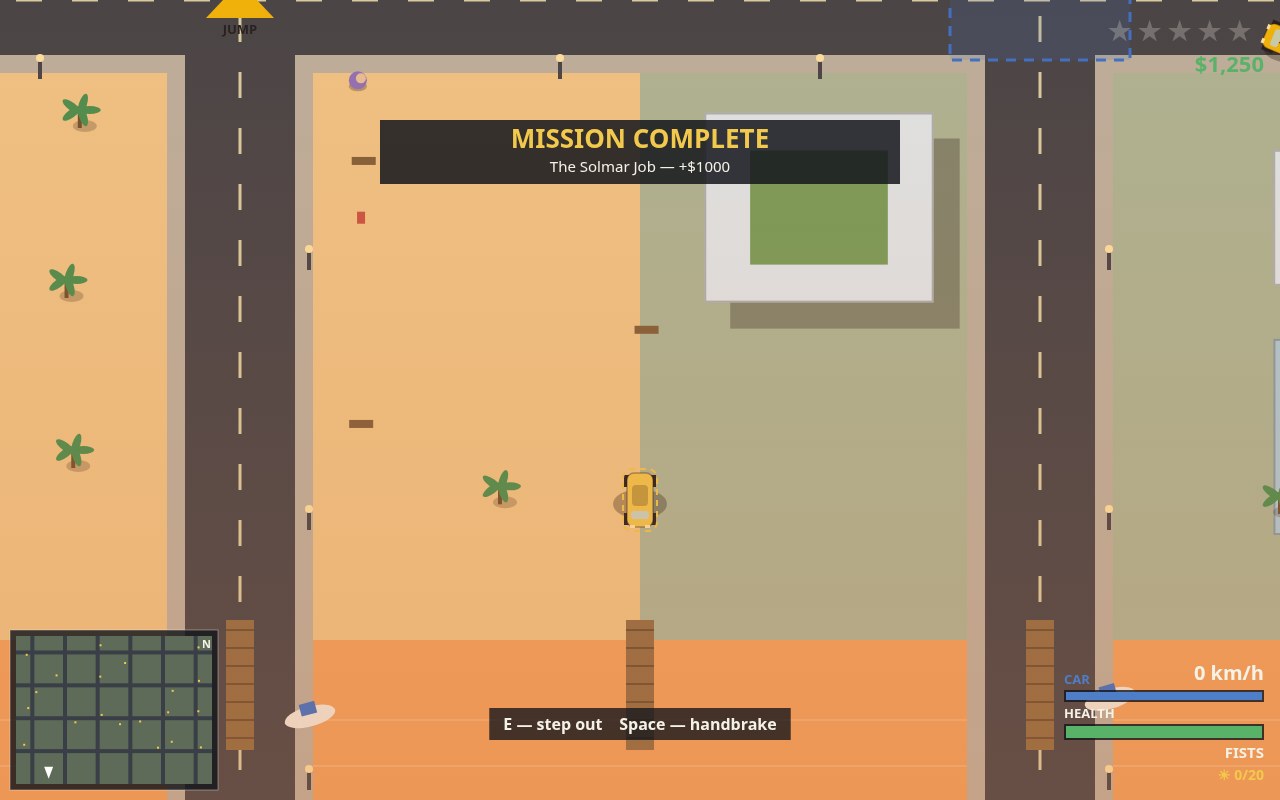 JUMP
$1,250
MISSION COMPLETE
The Solmar Job — +$1000
N
CAR
0 km/h
HEALTH
E — step out Space — handbrake
FISTS
☀ 0/20